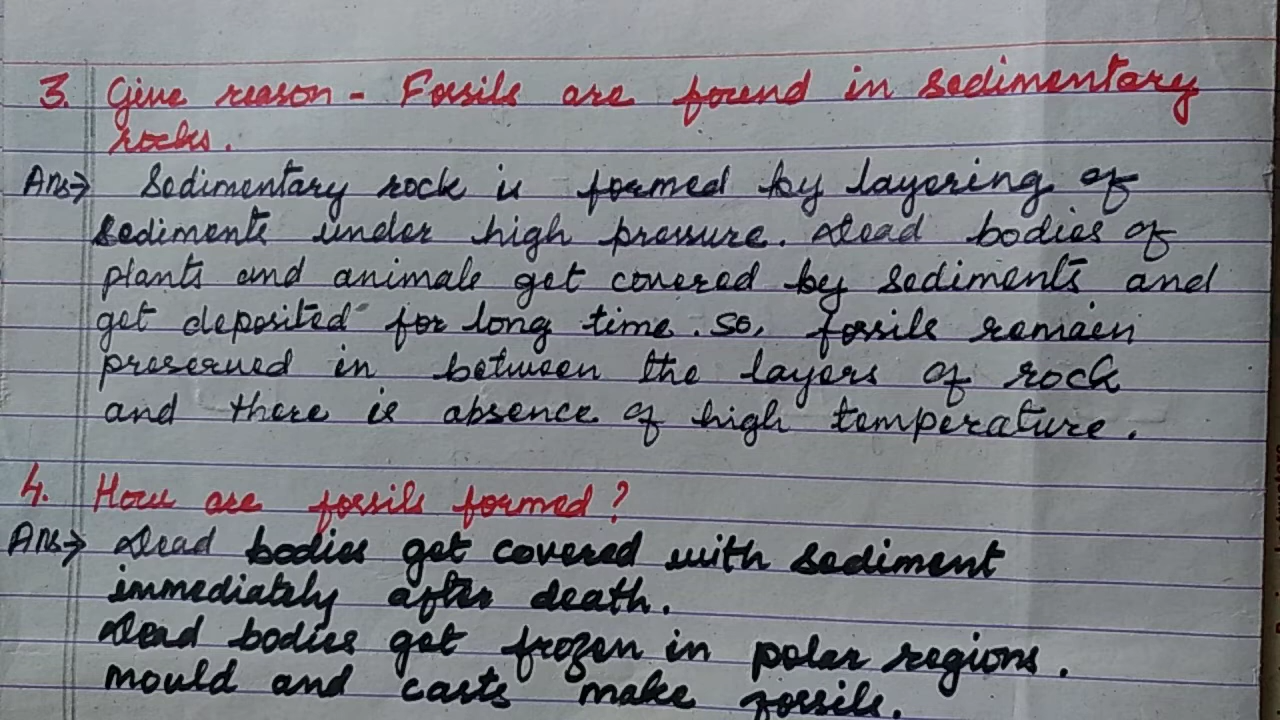 3. Give reason - Fossils are found in sedimentary
rocks.
Ans→ Sedimentary rock is formed by layering of
sediments under high pressure. Dead bodies of
plants and animals get covered by sediments and
get deposited for long time. so, fossils remain
preserved in between the layers of rock
and there is absence of high temperature.
4. How are fossils formed?
Ans→ Dead bodies get covered with sediment
immediately after death.
Dead bodies get frozen in polar regions.
mould and casts make fossils.